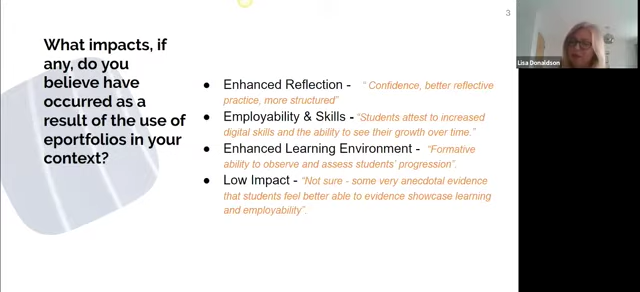 3
What impacts, if
any, do you
believe have
occurred as a
result of the use of
eportfolios in your
context?
● Enhanced Reflection - “ Confidence, better reflective
practice, more structured”
● Employability & Skills - “Students attest to increased
digital skills and the ability to see their growth over time.”
● Enhanced Learning Environment - “Formative
ability to observe and assess students’ progression”.
● Low Impact - “Not sure - some very anecdotal evidence
that students feel better able to evidence showcase learning
and employability”.
Lisa Donaldson